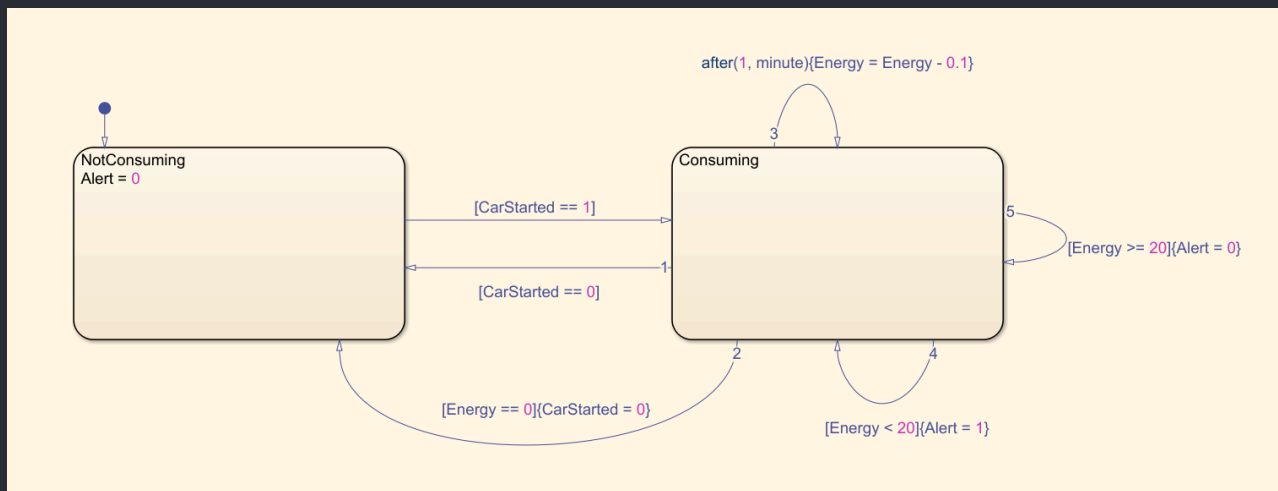 after(1, minute){Energy = Energy - 0.1}
3
NotConsuming
Alert = 0
Consuming
[CarStarted == 1]
5
[Energy >= 20]{Alert = 0}
1
[CarStarted == 0]
2
4
[Energy == 0]{CarStarted = 0}
[Energy < 20]{Alert = 1}